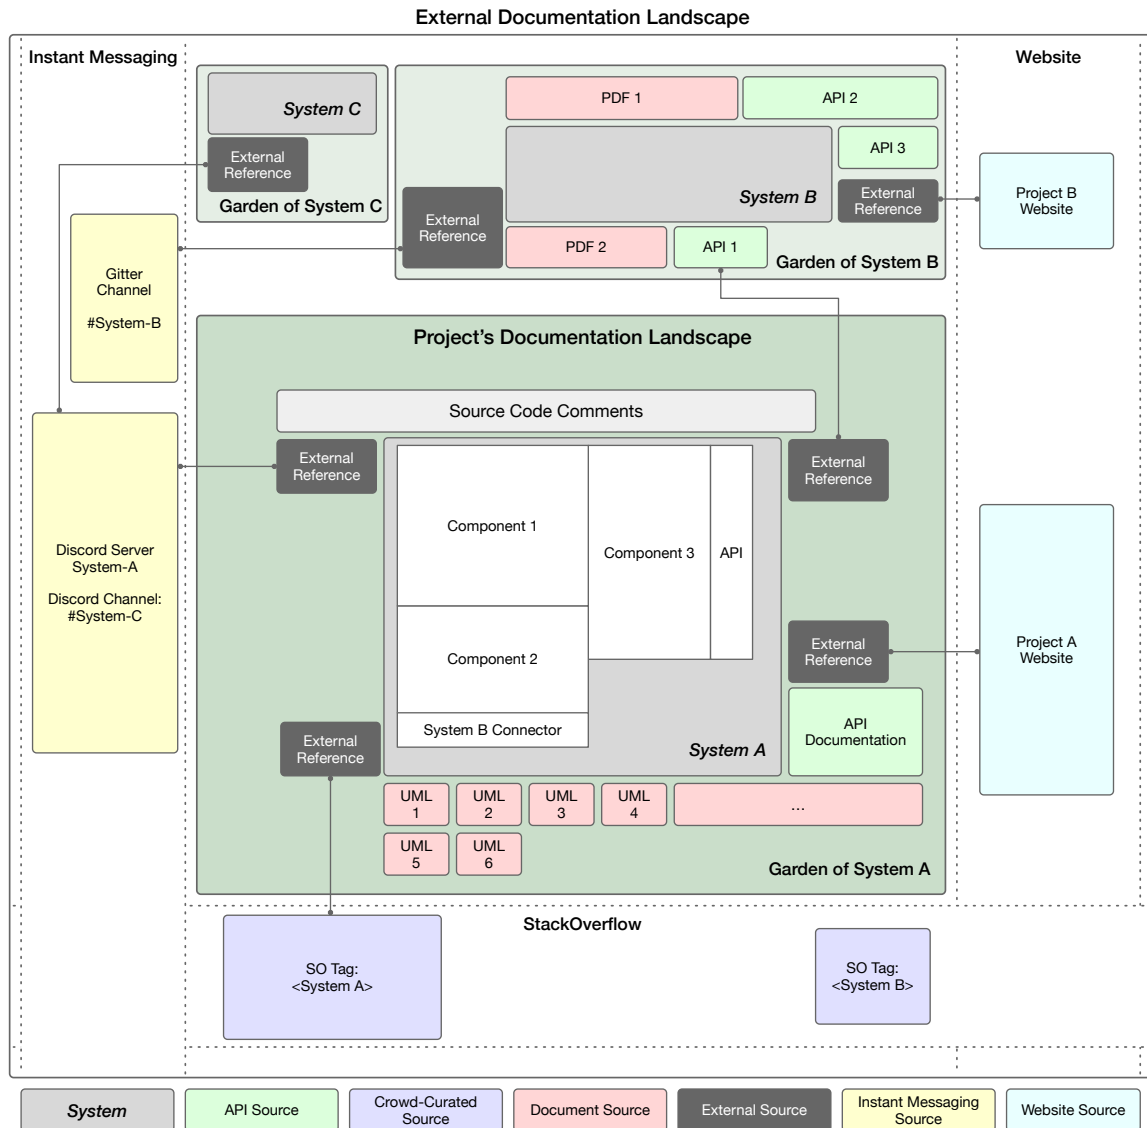 External Documentation Landscape
Instant Messaging
Website
System C
External
Reference
Garden of System C
PDF 1
API 2
API 3
System B
External
Reference
External
Reference
PDF 2
API 1
Garden of System B
Project B
Website
Gitter
Channel
#System-B
Project's Documentation Landscape
Source Code Comments
External
Reference
External
Reference
Component 1
Component 3
API
Discord Server
System-A
Discord Channel:
#System-C
Component 2
External
Reference
Project A
Website
System B Connector
External
Reference
System A
API
Documentation
UML
1
UML
2
UML
3
UML
4
...
UML
5
UML
6
Garden of System A
StackOverflow
SO Tag:
<System A>
SO Tag:
<System B>
System
API Source
Crowd-Curated
Source
Document Source
External Source
Instant Messaging
Source
Website Source